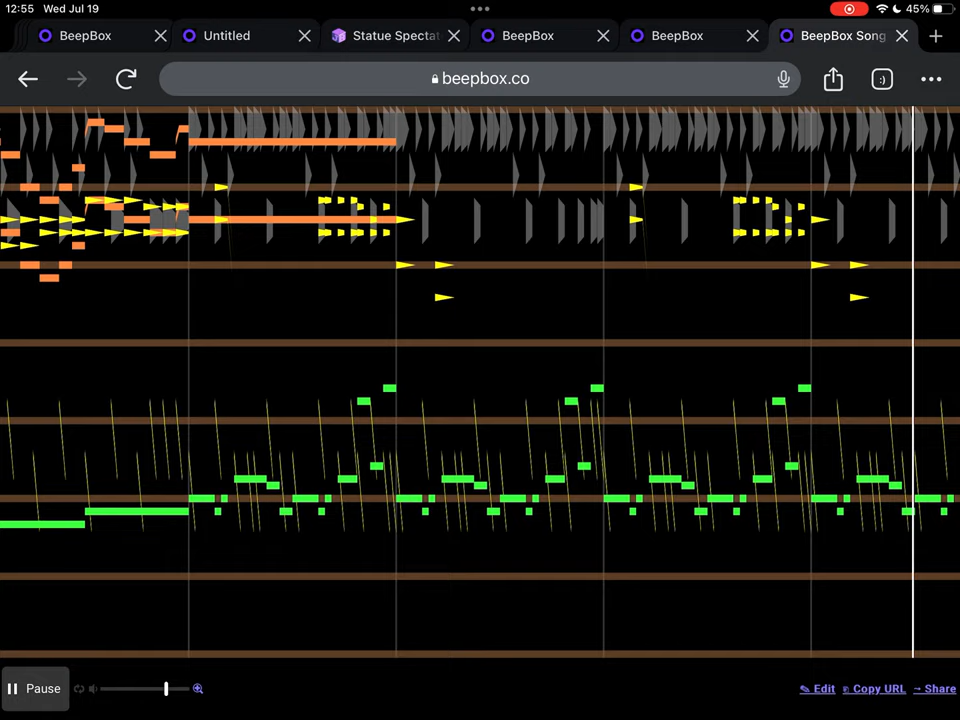 12:55 Wed Jul 19 45%
BeepBox Untitled Statue Spectat BeepBox BeepBox BeepBox Song
beepbox.co :)
Pause Edit Copy URL → Share